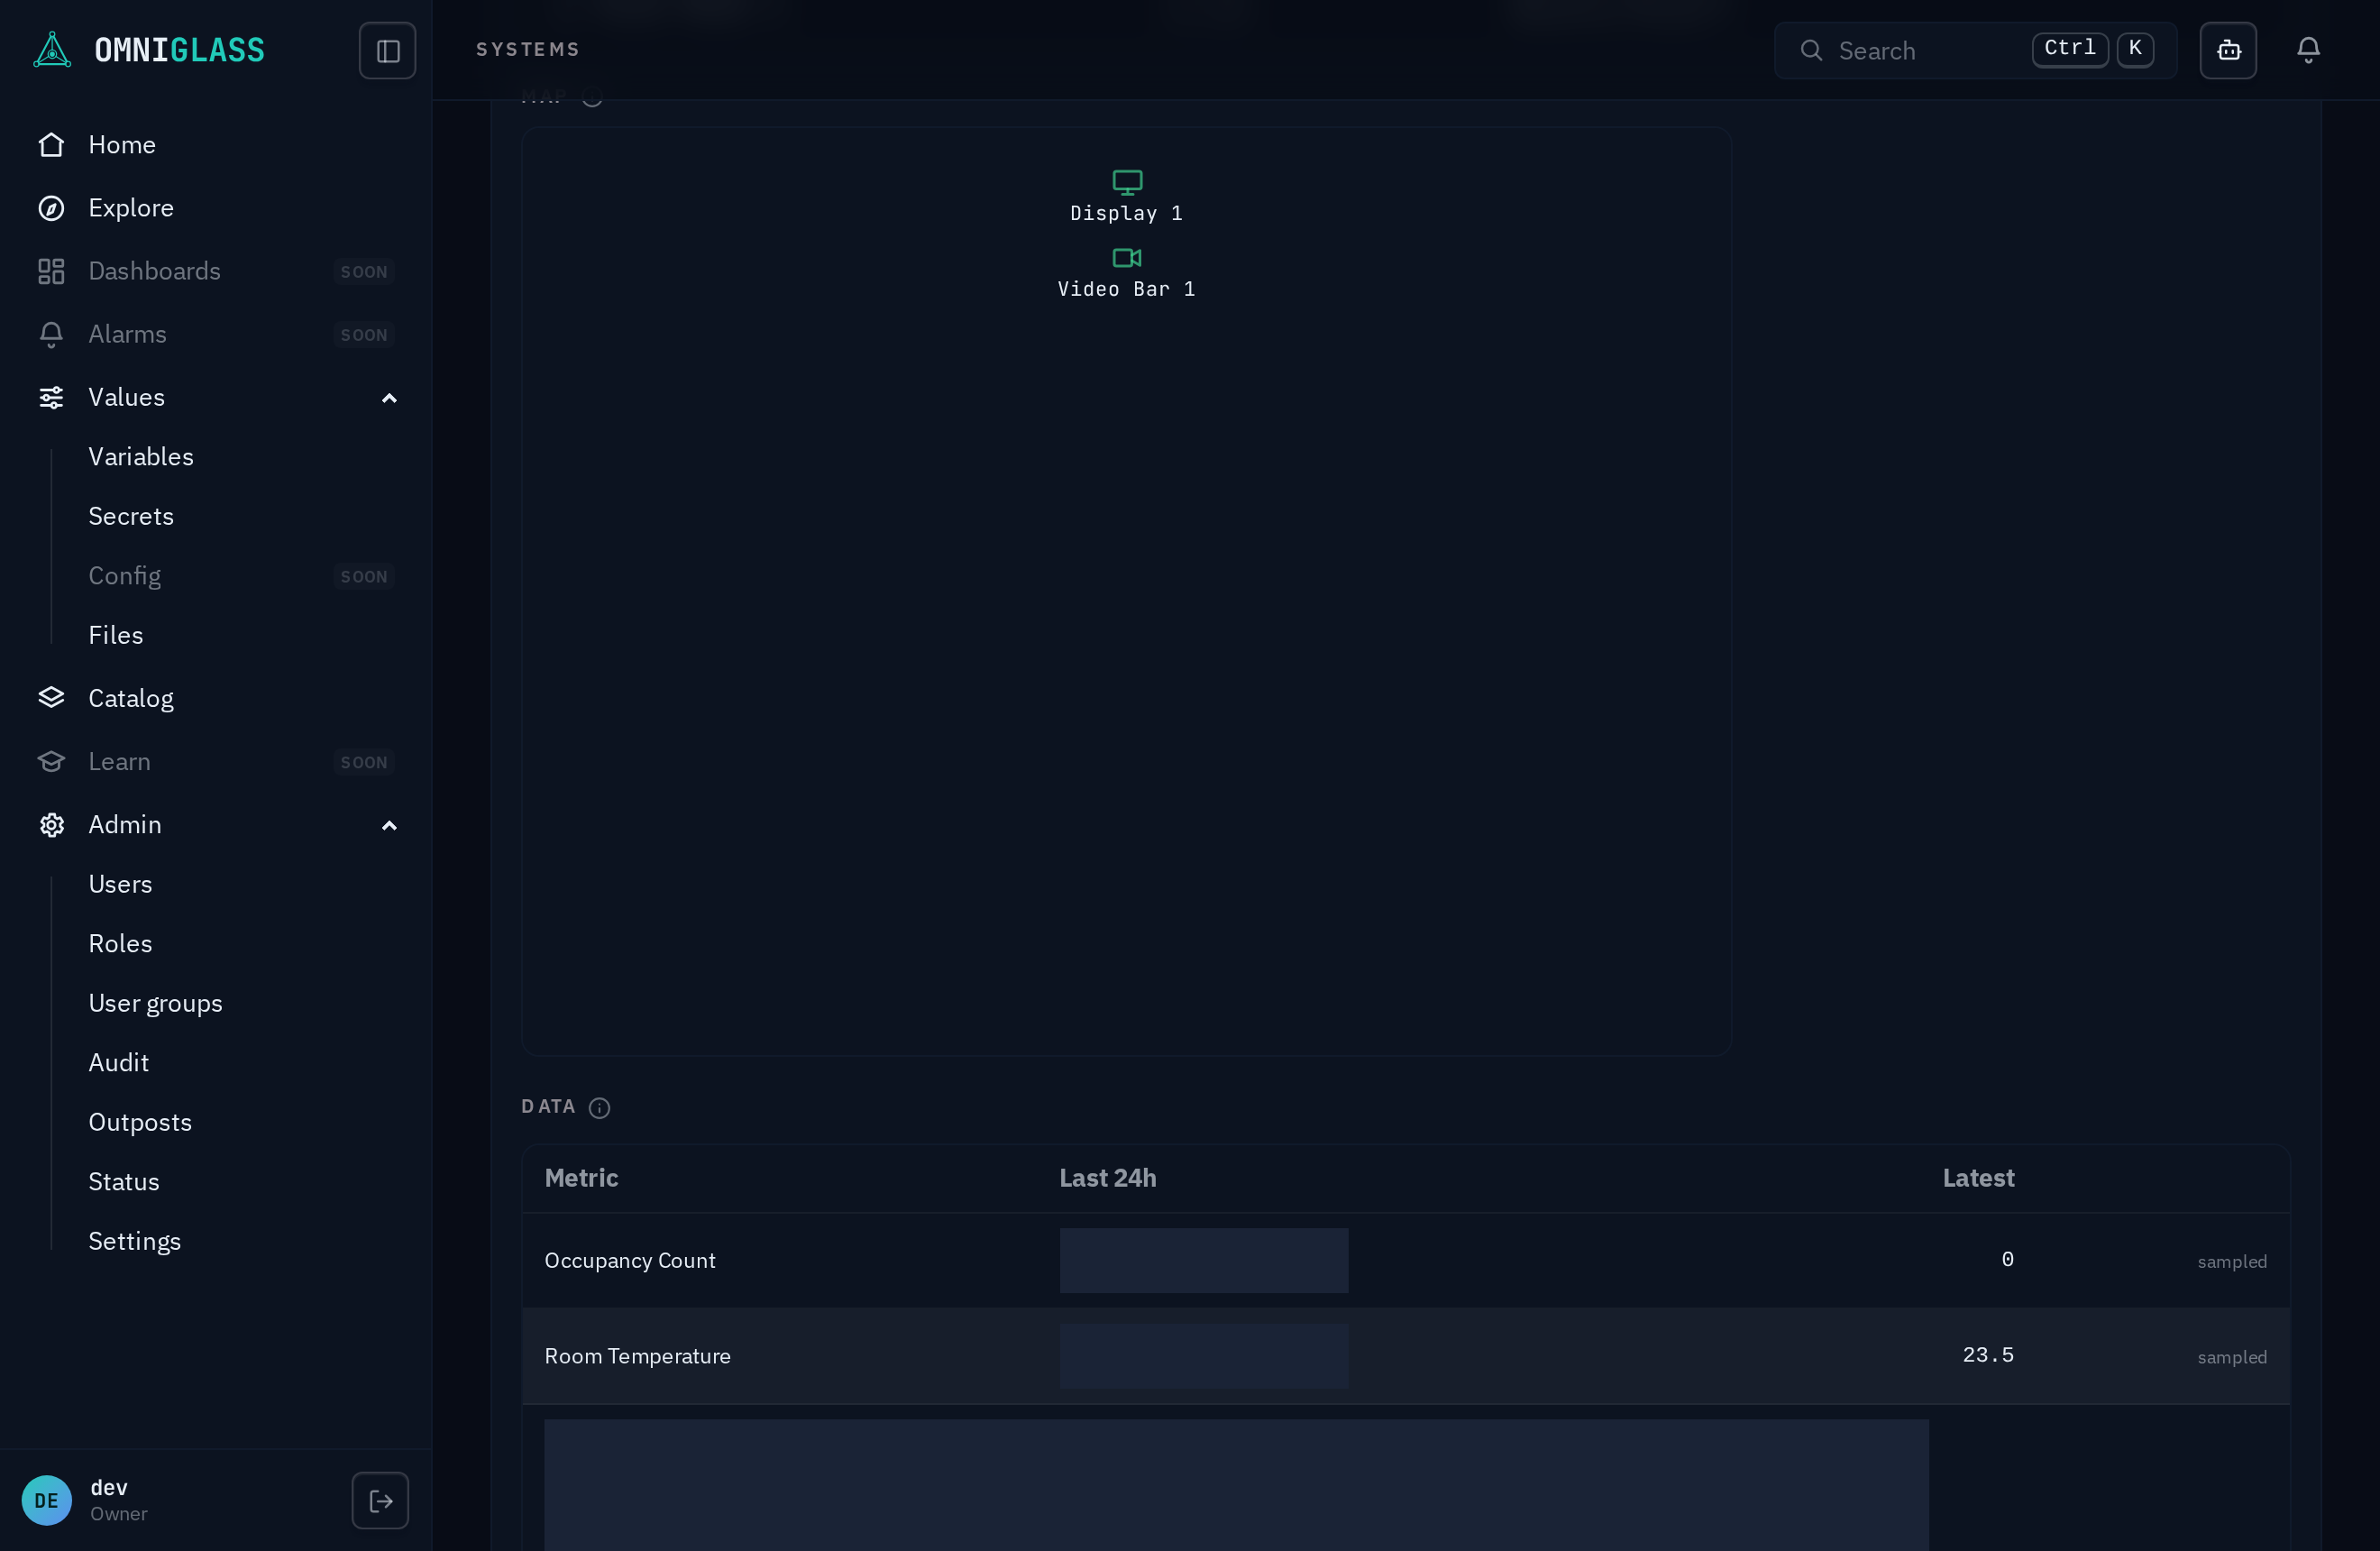 OMNIGLASS
SYSTEMS
Search
Ctrl
K
Home
Explore
Dashboards
SOON
Alarms
SOON
Values
Variables
Secrets
Config
SOON
Files
Catalog
Learn
SOON
Admin
Users
Roles
User groups
Audit
Outposts
Status
Settings
DE
dev
Owner
MAP
Display 1
Video Bar 1
DATA
Metric
Last 24h
Latest
Occupancy Count
0
sampled
Room Temperature
23.5
sampled